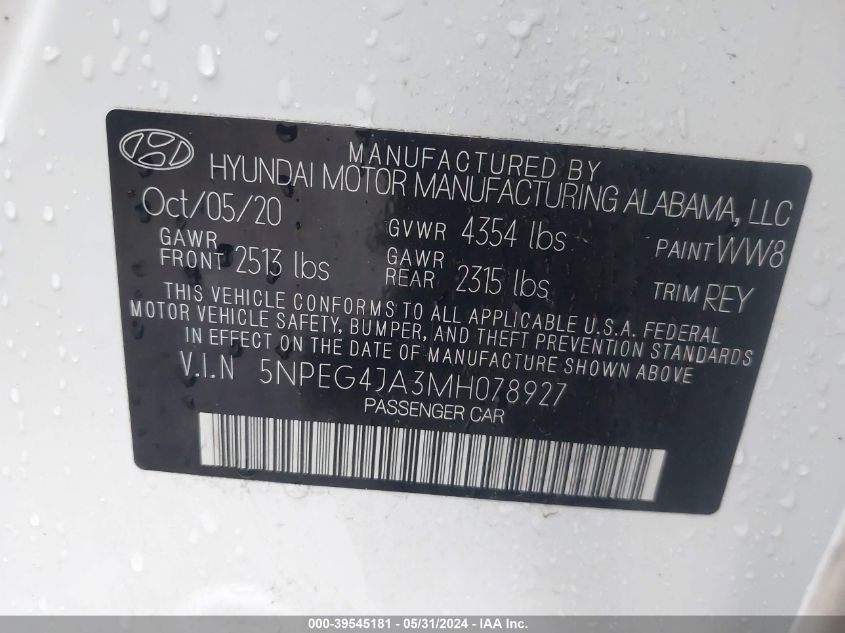 MANUFACTURED BY
HYUNDAI MOTOR MANUFACTURING ALABAMA, LLC
Oct/05/20 GVWR 4354 lbs PAINT WW8
GAWR FRONT 2513 lbs GAWR REAR 2315 lbs TRIM REY
THIS VEHICLE CONFORMS TO ALL APPLICABLE U.S.A. FEDERAL
MOTOR VEHICLE SAFETY, BUMPER, AND THEFT PREVENTION STANDARDS
IN EFFECT ON THE DATE OF MANUFACTURE SHOWN ABOVE
V.I.N 5NPEG4JA3MH078927
PASSENGER CAR
000-39545181 - 05/31/2024 - IAA Inc.